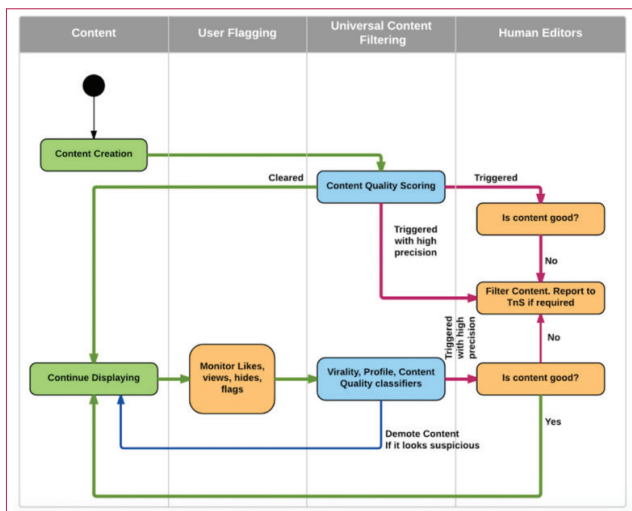 Content
User Flagging
Universal Content
Filtering
Human Editors
Content Creation
Cleared
Content Quality Scoring
Triggered
Is content good?
Triggered
with high
precision
No
Filter Content. Report to
TnS if required
Triggered
with high
precision
No
Continue Displaying
Monitor Likes,
views, hides,
flags
Virality, Profile, Content
Quality classifiers
Is content good?
Demote Content
If it looks suspicious
Yes